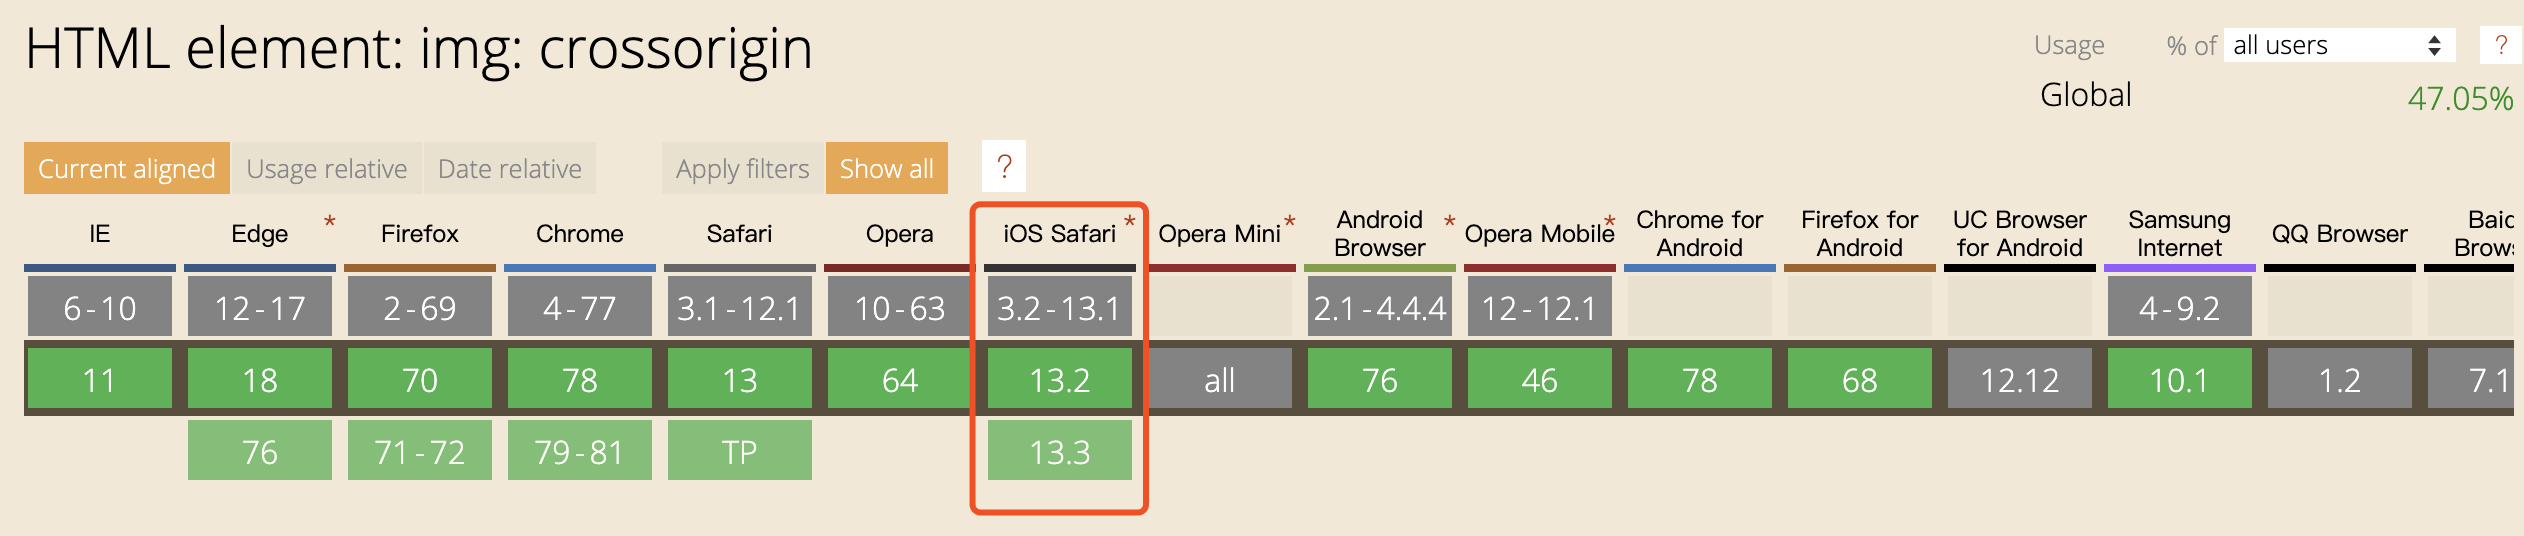 HTML element: img: crossorigin
Usage % of all users ?
Global 47.05%
Current aligned Usage relative Date relative Apply filters Show all ?
IE Edge * Firefox Chrome Safari Opera iOS Safari * Opera Mini * Android Browser * Opera Mobile * Chrome for Android Firefox for Android UC Browser for Android Samsung Internet QQ Browser
6-10 12-17 2-69 4-77 3.1-12.1 10-63 3.2-13.1 2.1-4.4.4 12-12.1 4-9.2
11 18 70 78 13 64 13.2 all 76 46 78 68 12.12 10.1 1.2 7.1
76 71-72 79-81 TP 13.3